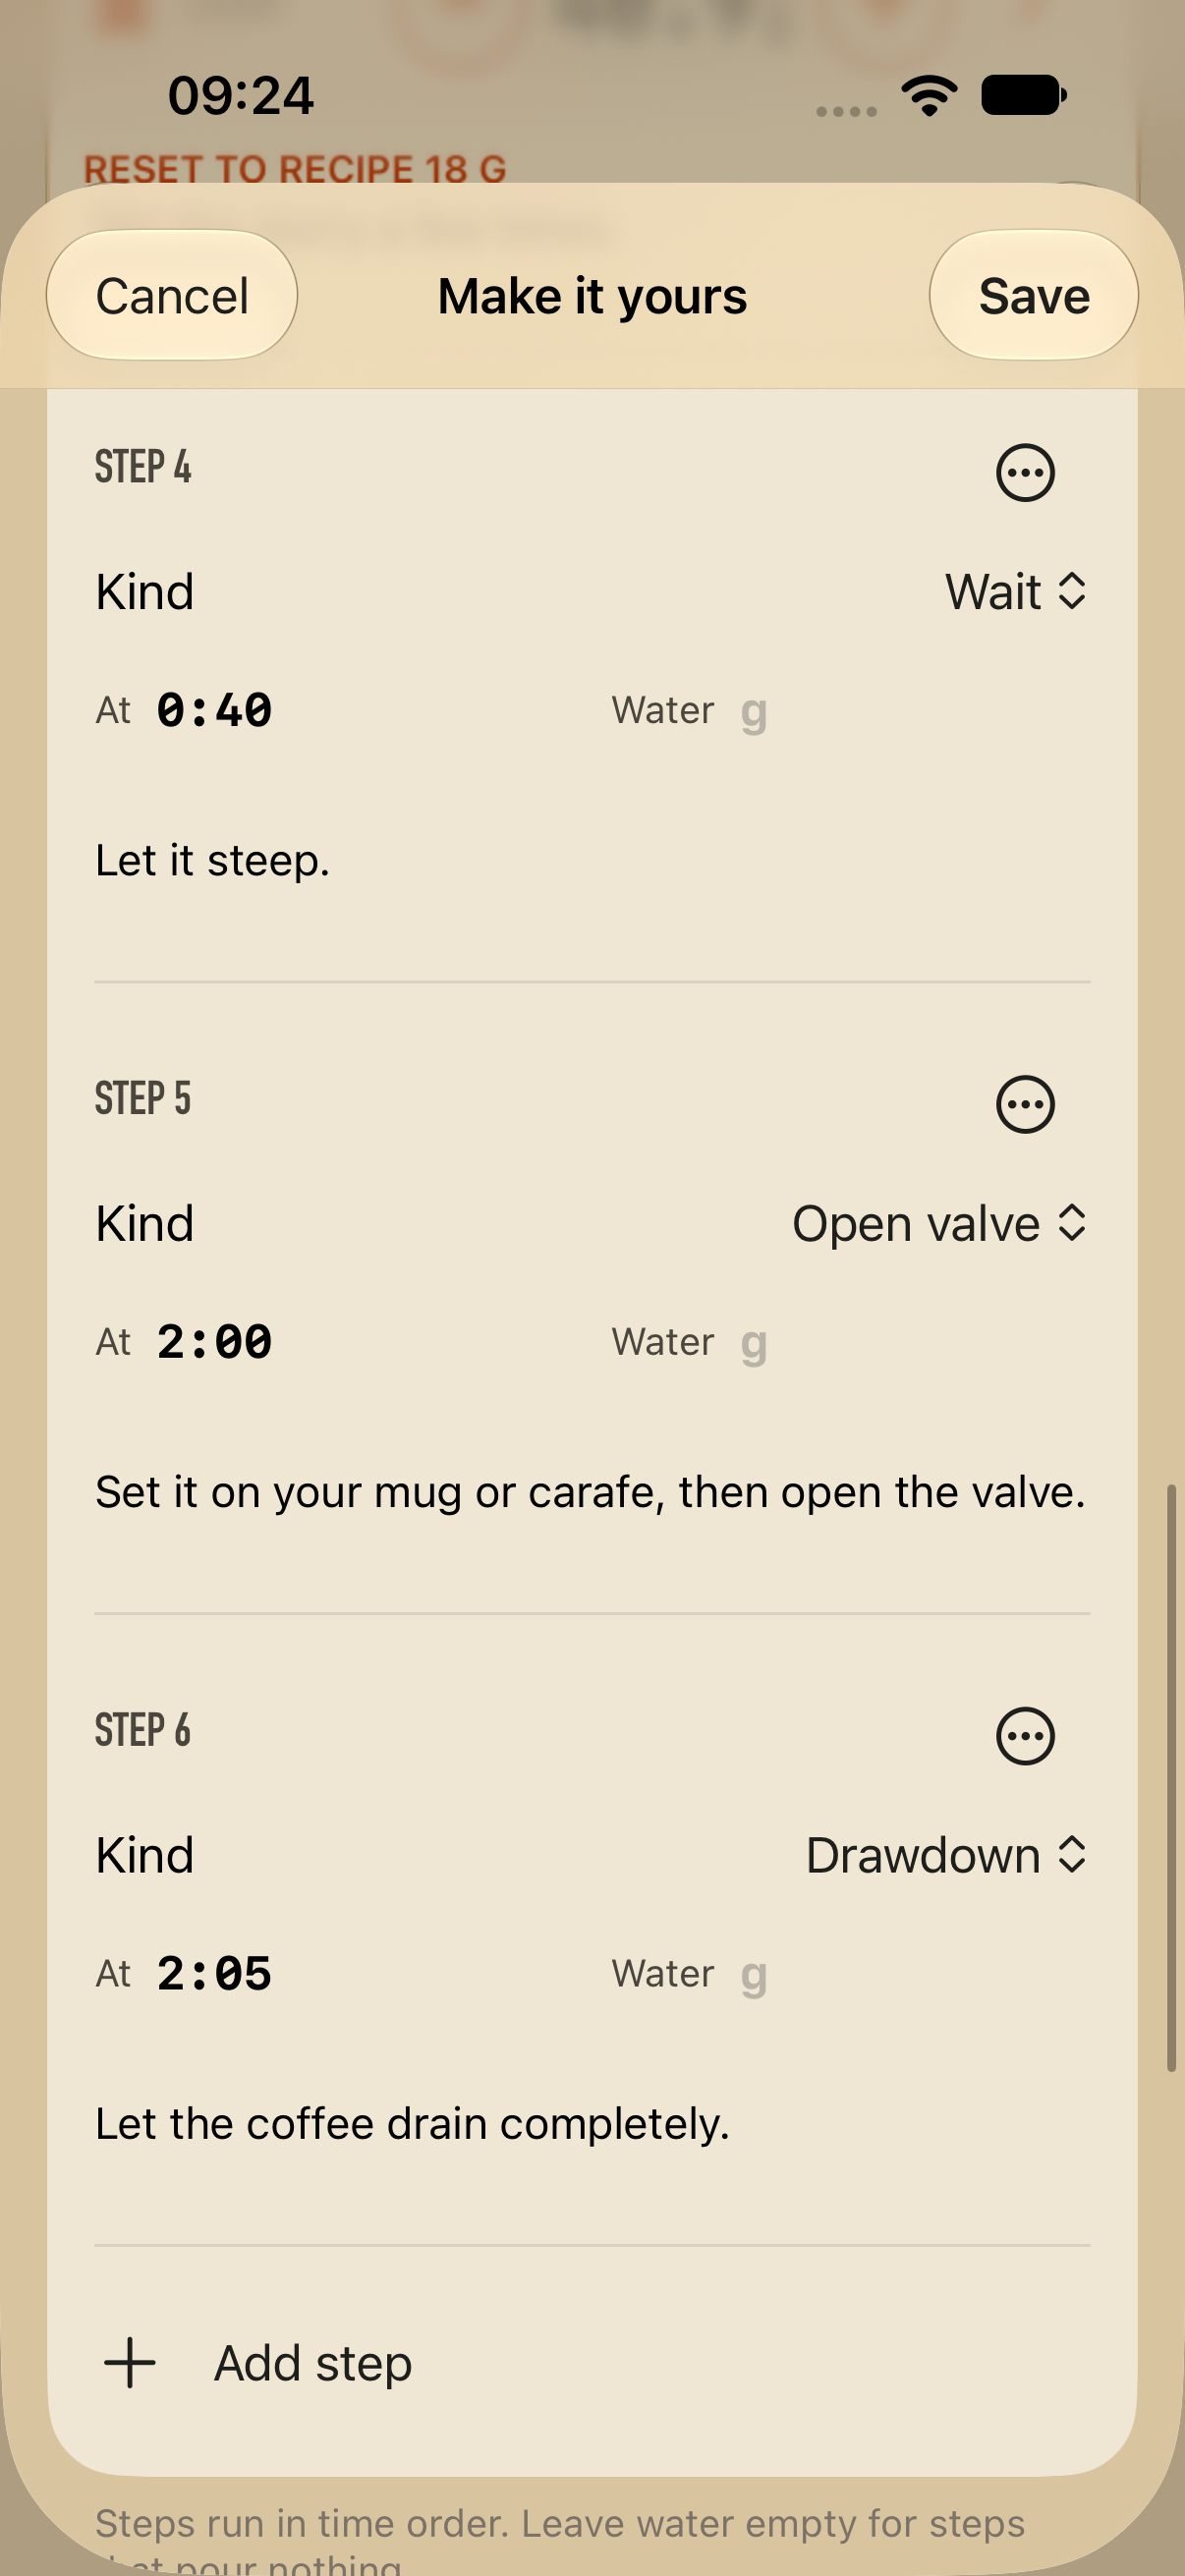 09:24
RESET TO RECIPE 18 G
Cancel
Make it yours
Save
STEP 4
Kind
Wait
At 0:40
Water g
Let it steep.
STEP 5
Kind
Open valve
At 2:00
Water g
Set it on your mug or carafe, then open the valve.
STEP 6
Kind
Drawdown
At 2:05
Water g
Let the coffee drain completely.
Add step
Steps run in time order. Leave water empty for steps
that pour nothing